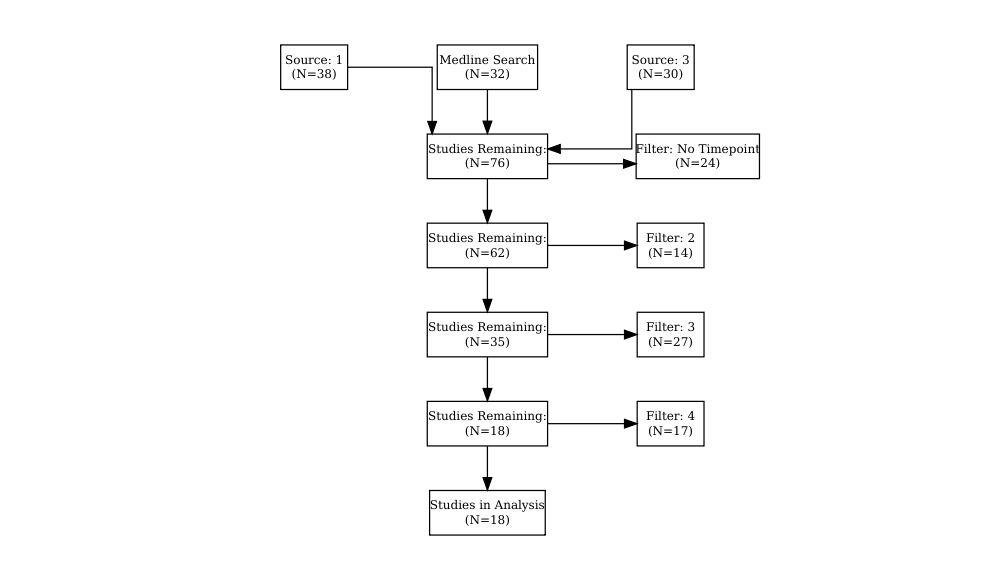 Source: 1
(N=38)
Medline Search
(N=32)
Source: 3
(N=30)
Studies Remaining:
(N=76)
Filter: No Timepoint
(N=24)
Studies Remaining:
(N=62)
Filter: 2
(N=14)
Studies Remaining:
(N=35)
Filter: 3
(N=27)
Studies Remaining:
(N=18)
Filter: 4
(N=17)
Studies in Analysis
(N=18)